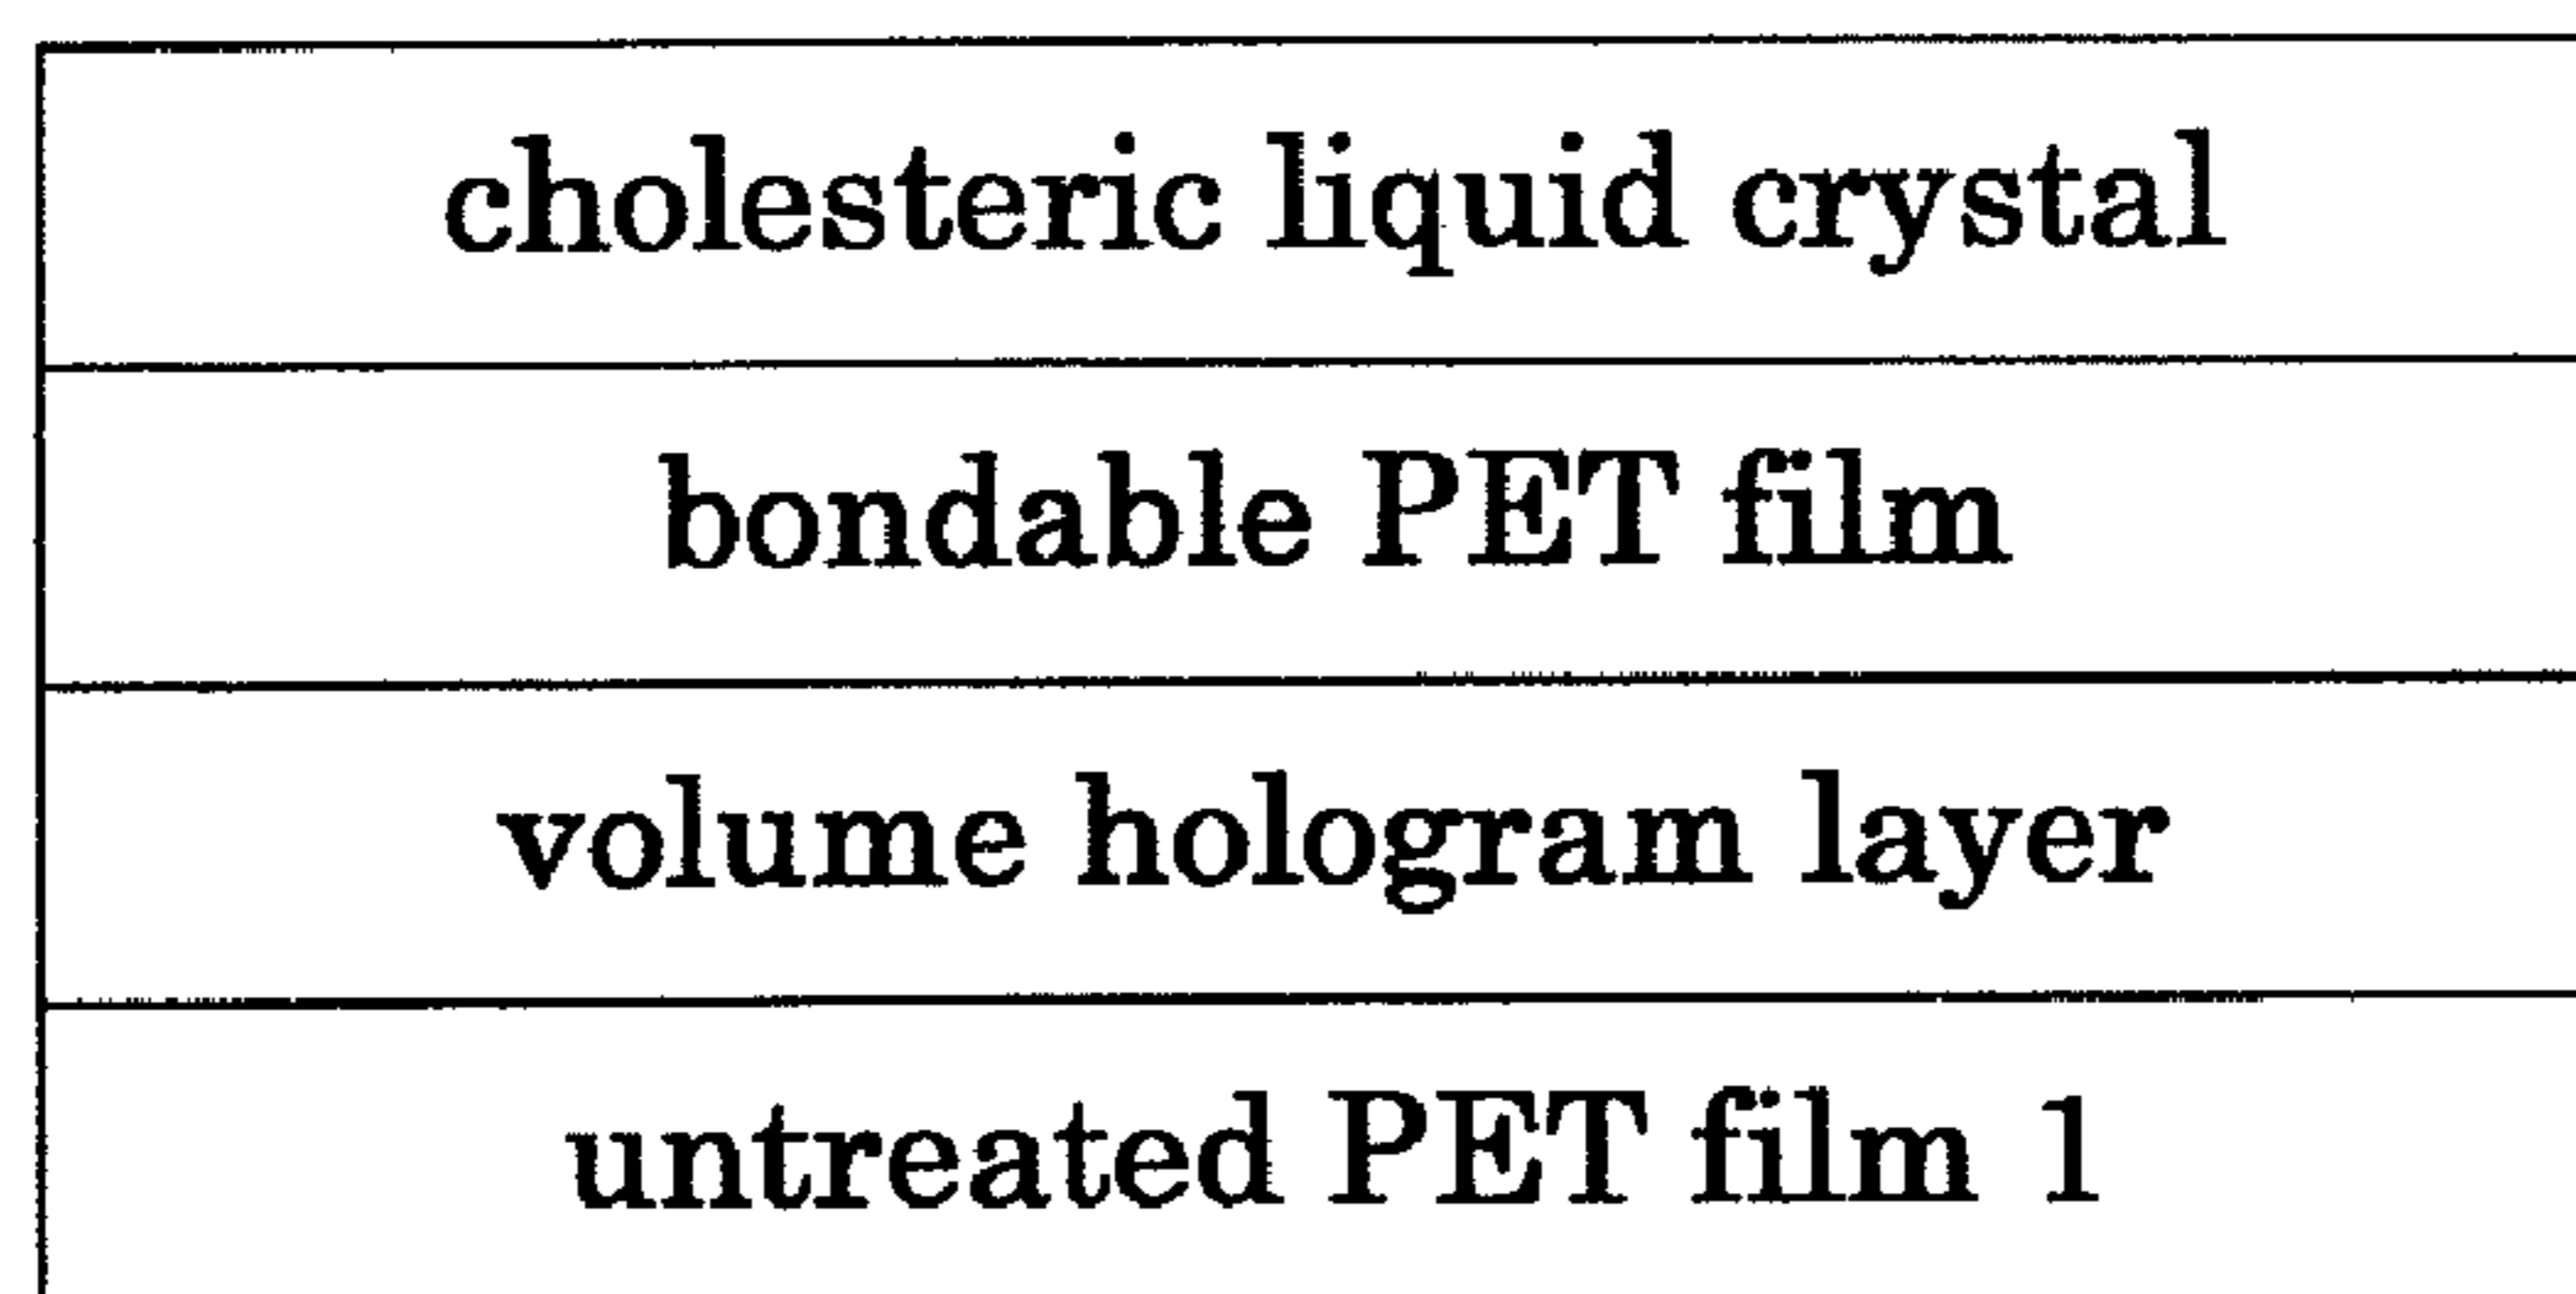 cholesteric liquid crystal
bondable PET film
volume hologram layer
untreated PET film 1